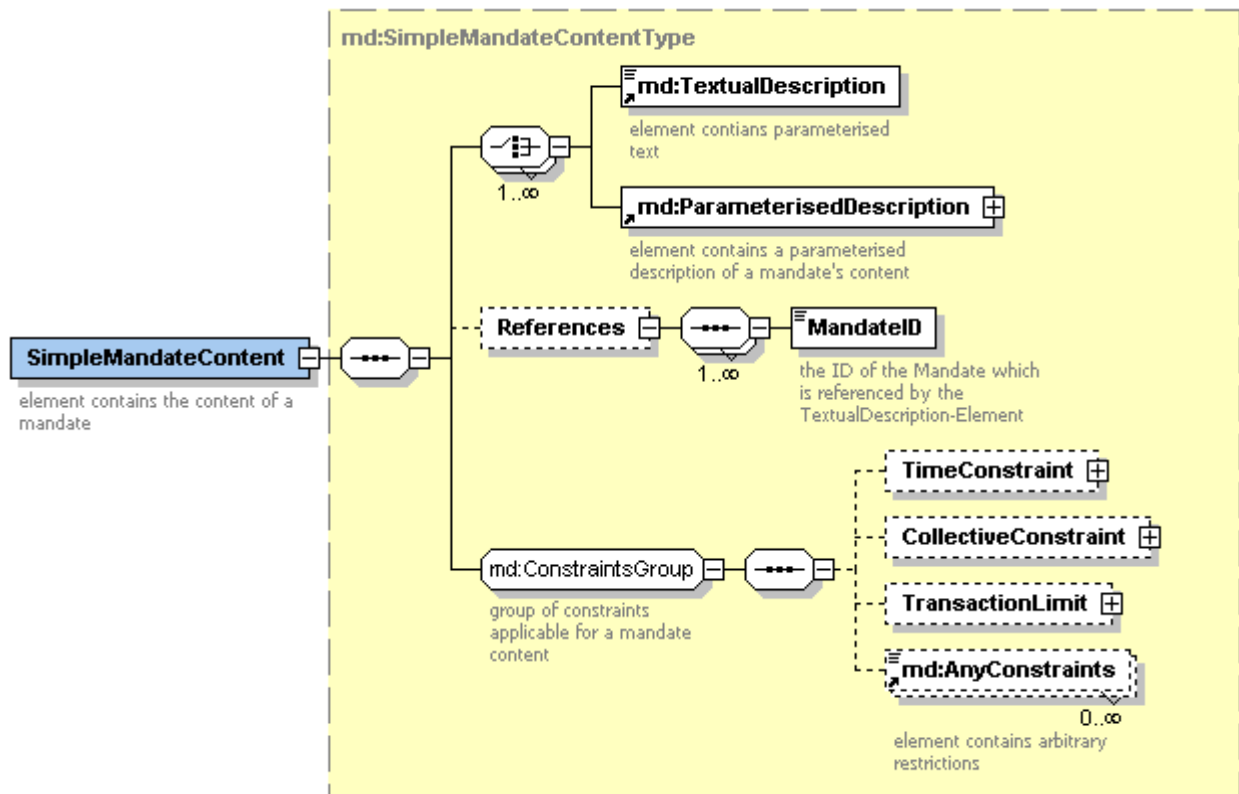 md:SimpleMandateContentType
md:TextualDescription
element contians parameterised
text
1..∞
md:ParameterisedDescription
element contains a parameterised
description of a mandate's content
References
MandateID
1..∞
the ID of the Mandate which
is referenced by the
TextualDescription-Element
SimpleMandateContent
element contains the content of a
mandate
TimeConstraint
CollectiveConstraint
md:ConstraintsGroup
group of constraints
applicable for a mandate
content
TransactionLimit
md:AnyConstraints
0..∞
element contains arbitrary
restrictions